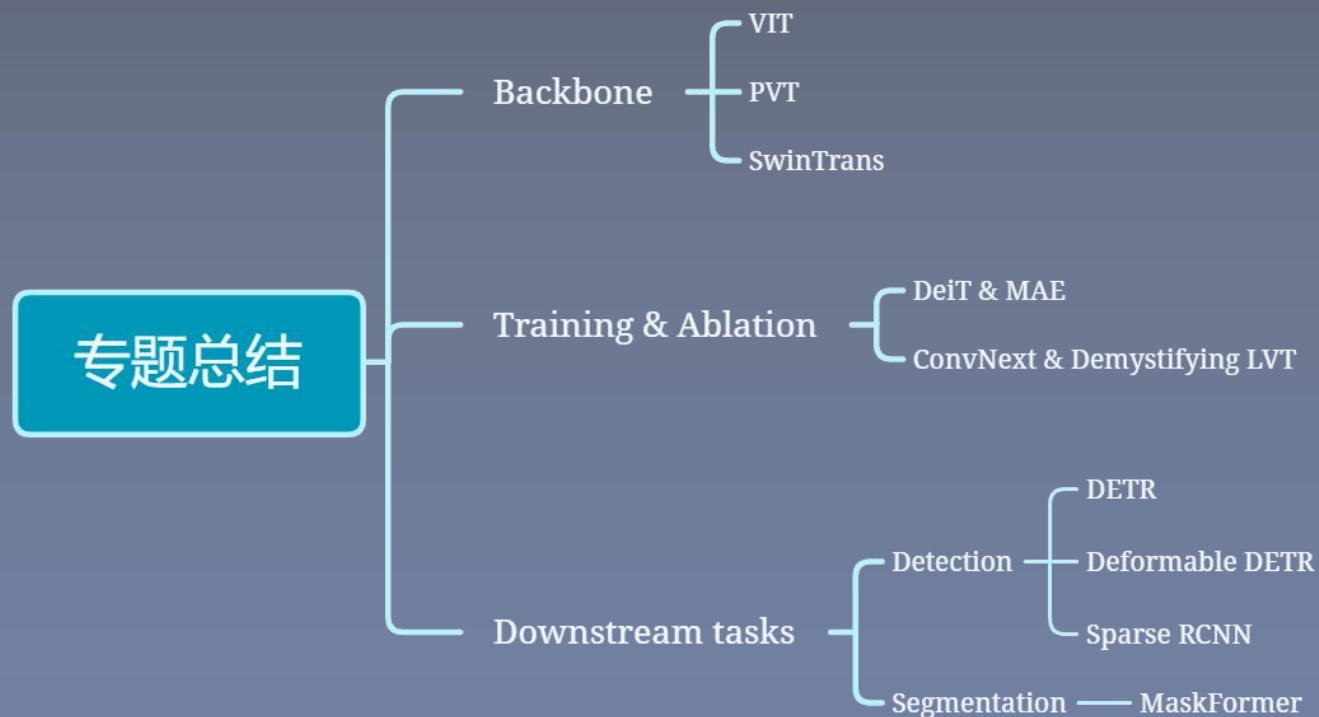 专题总结
Backbone
VIT
PVT
SwinTrans
Training & Ablation
DeiT & MAE
ConvNext & Demystifying LVT
Downstream tasks
Detection
DETR
Deformable DETR
Sparse RCNN
Segmentation
MaskFormer